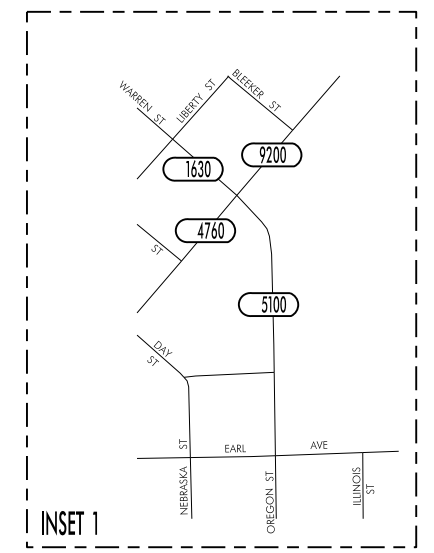 BLEEKER ST
WARREN ST
LIBERTY ST
9200
1630
ST
4760
5100
DAY
ST
NEBRASKA ST
EARL AVE
OREGON ST
ILLINOIS
ST
INSET 1